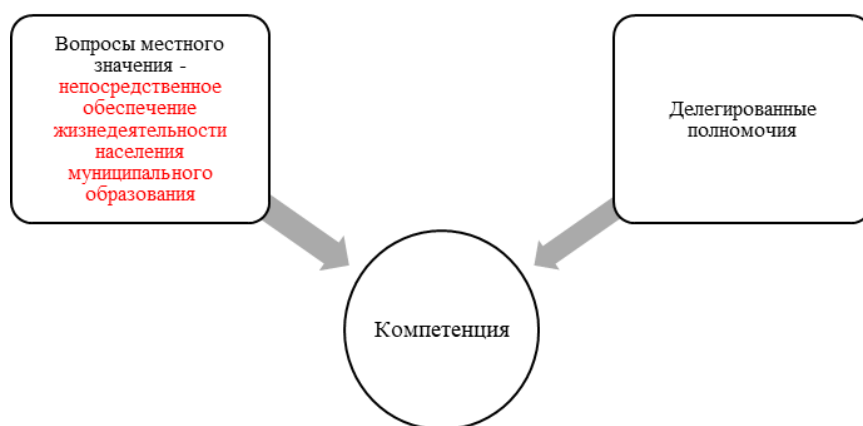 Вопросы местного
значения -
непосредственное
обеспечение
жизнедеятельности
населения
муниципального
образования
Делегированные
полномочия
Компетенция